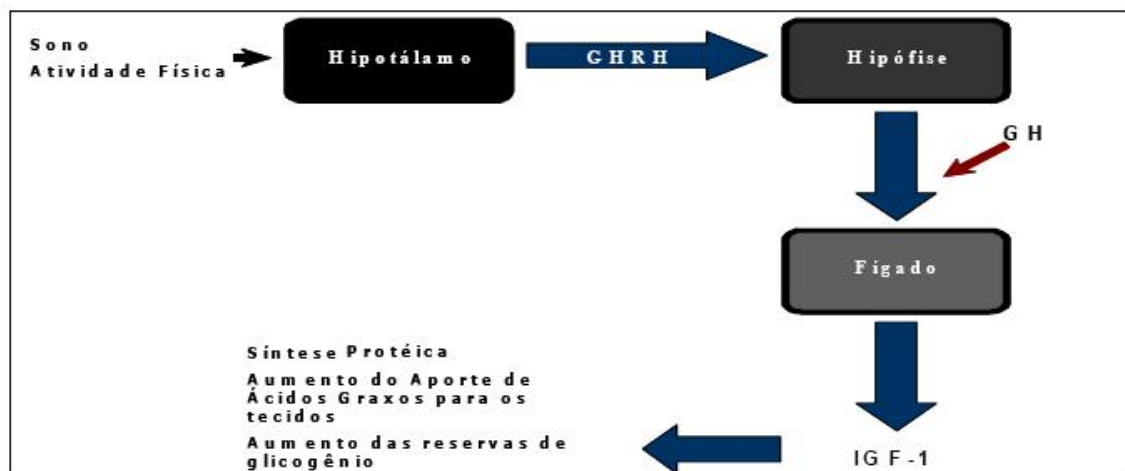 Sono
Atividade Física
Hipotálamo
GHRH
Hipófise
GH
Fígado
IGF-1
Síntese Protéica
Aumento do Aporte de
Ácidos Graxos para os
tecidos
Aumento das reservas de
glicogênio